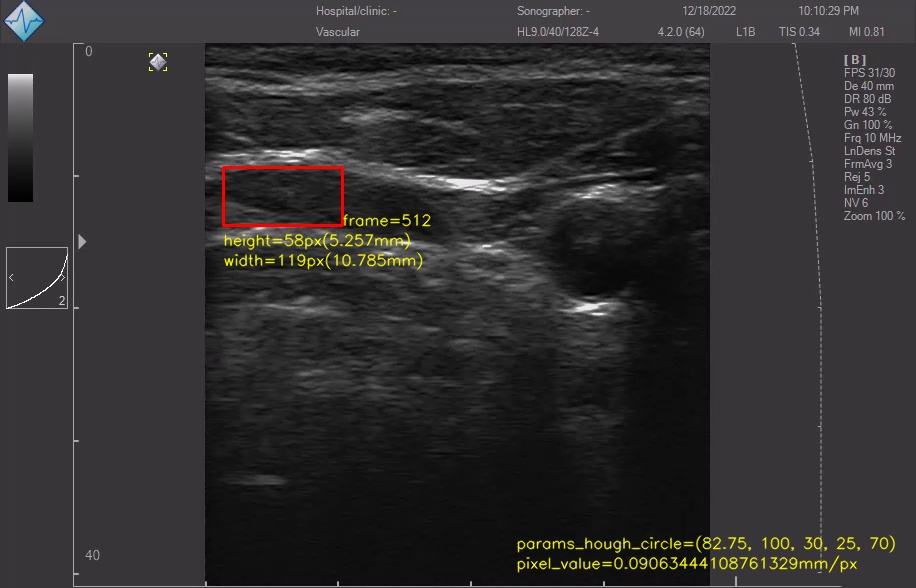 Hospital/clinic: - Sonographer: - 12/18/2022 10:10:29 PM
Vascular HL9.0/40/128Z-4 4.2.0 (64) L1B TIS 0.34 MI 0.81
0
[ B ]
FPS 31/30
De 40 mm
DR 80 dB
Pw 43 %
Gn 100 %
Frq 10 MHz
LnDens St
FrmAvg 3
Rej 5
ImEnh 3
NV 6
Zoom 100 %
frame=512
height=58px(5.257mm)
width=119px(10.785mm)
2
40
params_hough_circle=(82.75, 100, 30, 25, 70)
pixel_value=0.09063444108761329mm/px